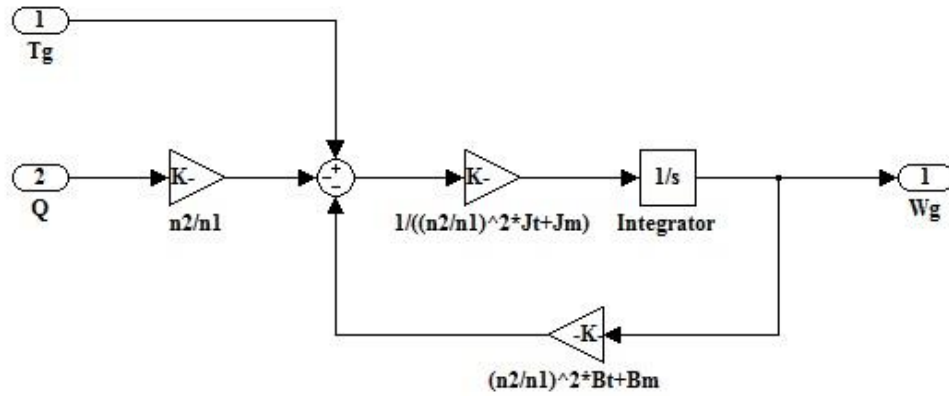 1
Tg
2
Q
K-
n2/n1
+
−
−
K-
1/((n2/n1)^2*Jt+Jm)
1/s
Integrator
1
Wg
-K-
(n2/n1)^2*Bt+Bm